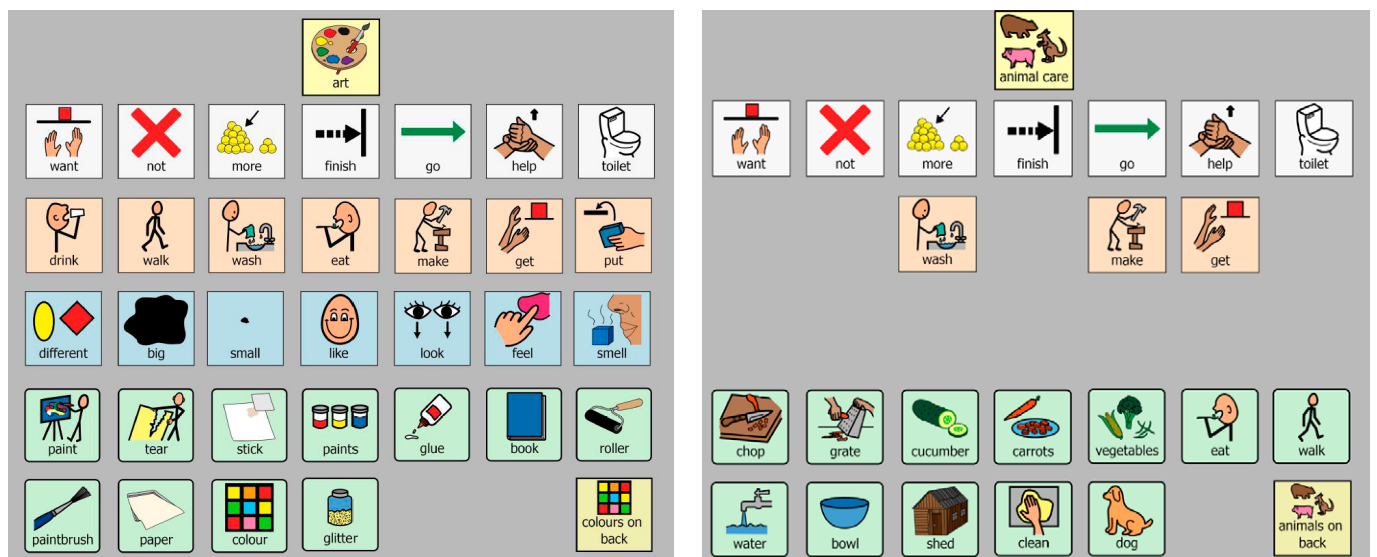 art
want not more finish go help toilet
drink walk wash eat make get put
different big small like look feel smell
paint tear stick paints glue book roller
paintbrush paper colour glitter colours on
back
animal care
want not more finish go help toilet
wash make get
chop grate cucumber carrots vegetables eat walk
water bowl shed clean dog animals on
back